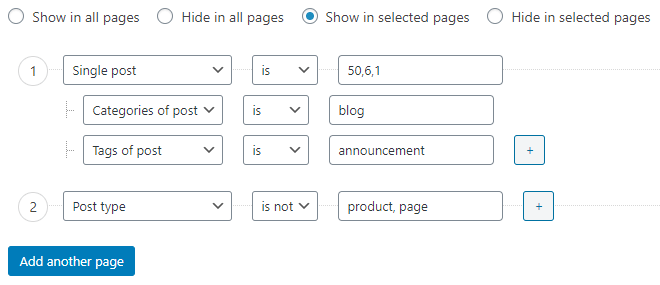 Show in all pages Hide in all pages Show in selected pages Hide in selected pages
1 Single post is 50,6,1
Categories of post is blog
Tags of post is announcement +
2 Post type is not product, page +
Add another page